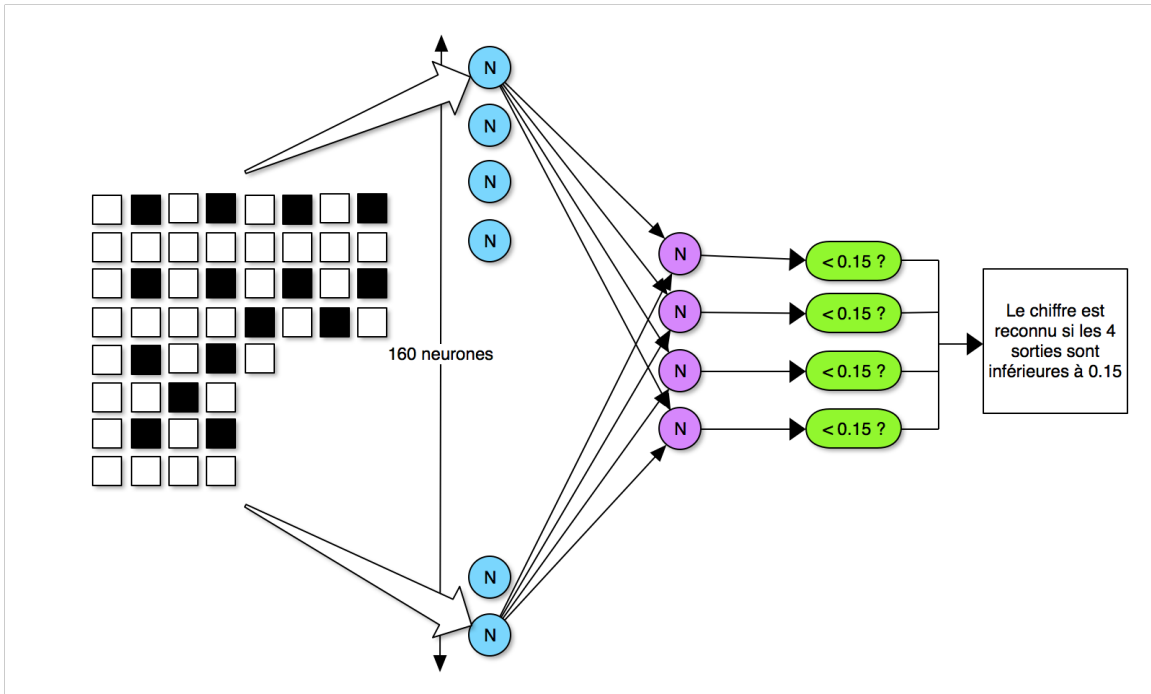 N
N
N
N
N
< 0.15 ?
N
< 0.15 ?
Le chiffre est
reconnu si les 4
sorties sont
inférieures à 0.15
160 neurones
N
< 0.15 ?
N
< 0.15 ?
N
N